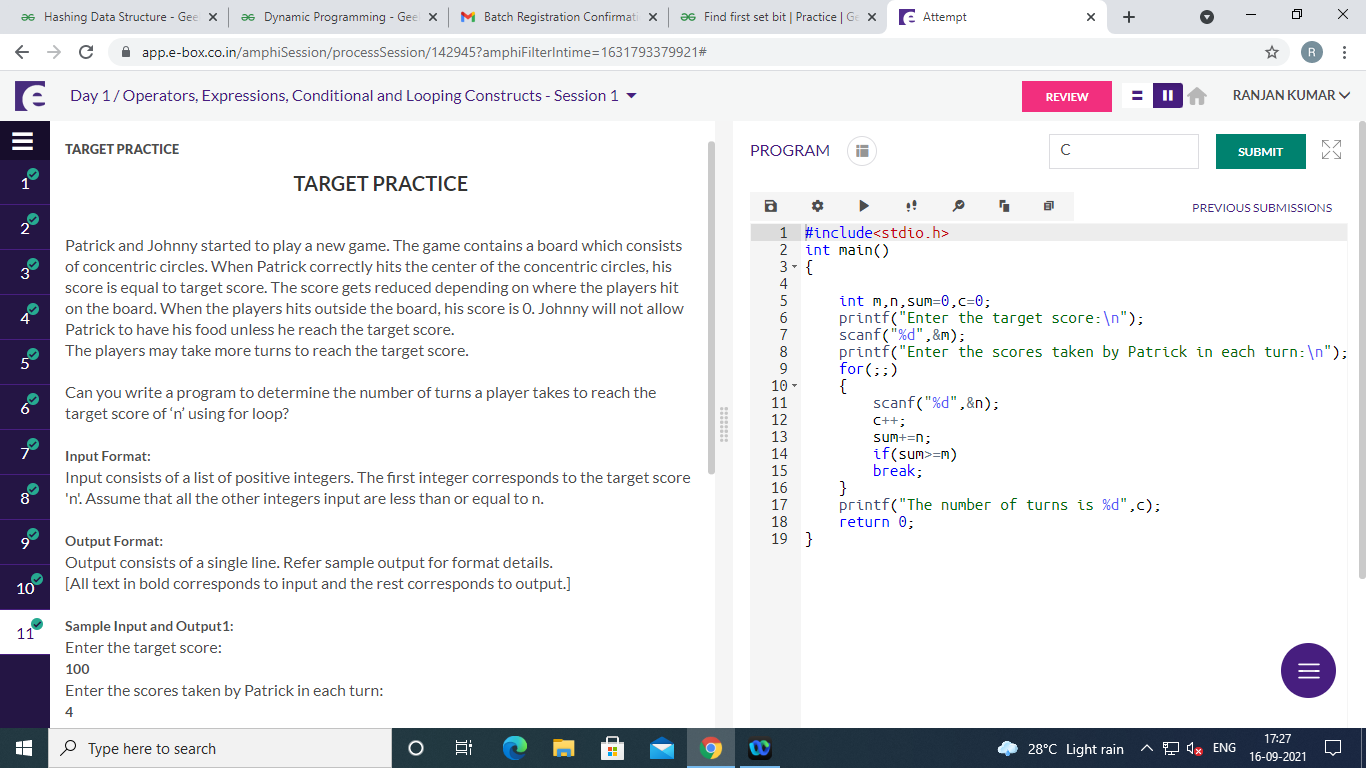 Hashing Data Structure - Gee
Dynamic Programming - Gee
Batch Registration Confirmati
Find first set bit | Practice | Ge
Attempt
app.e-box.co.in/amphiSession/processSession/142945?amphiFilterIntime=1631793379921#
R
Day 1 / Operators, Expressions, Conditional and Looping Constructs - Session 1
REVIEW
RANJAN KUMAR
1
2
3
4
5
6
7
8
9
10
11
TARGET PRACTICE
TARGET PRACTICE
Patrick and Johnny started to play a new game. The game contains a board which consists
of concentric circles. When Patrick correctly hits the center of the concentric circles, his
score is equal to target score. The score gets reduced depending on where the players hit
on the board. When the players hits outside the board, his score is 0. Johnny will not allow
Patrick to have his food unless he reach the target score.
The players may take more turns to reach the target score.
Can you write a program to determine the number of turns a player takes to reach the
target score of ‘n’ using for loop?
Input Format:
Input consists of a list of positive integers. The first integer corresponds to the target score
'n'. Assume that all the other integers input are less than or equal to n.
Output Format:
Output consists of a single line. Refer sample output for format details.
[All text in bold corresponds to input and the rest corresponds to output.]
Sample Input and Output1:
Enter the target score:
100
Enter the scores taken by Patrick in each turn:
4
PROGRAM
C
SUBMIT
PREVIOUS SUBMISSIONS
1 #include<stdio.h>
2 int main()
3 {
4
5 int m,n,sum=0,c=0;
6 printf("Enter the target score:\n");
7 scanf("%d",&m);
8 printf("Enter the scores taken by Patrick in each turn:\n");
9 for(;;)
10 {
11 scanf("%d",&n);
12 c++;
13 sum+=n;
14 if(sum>=m)
15 break;
16 }
17 printf("The number of turns is %d",c);
18 return 0;
19 }
Type here to search
28°C Light rain
ENG
17:27
16-09-2021